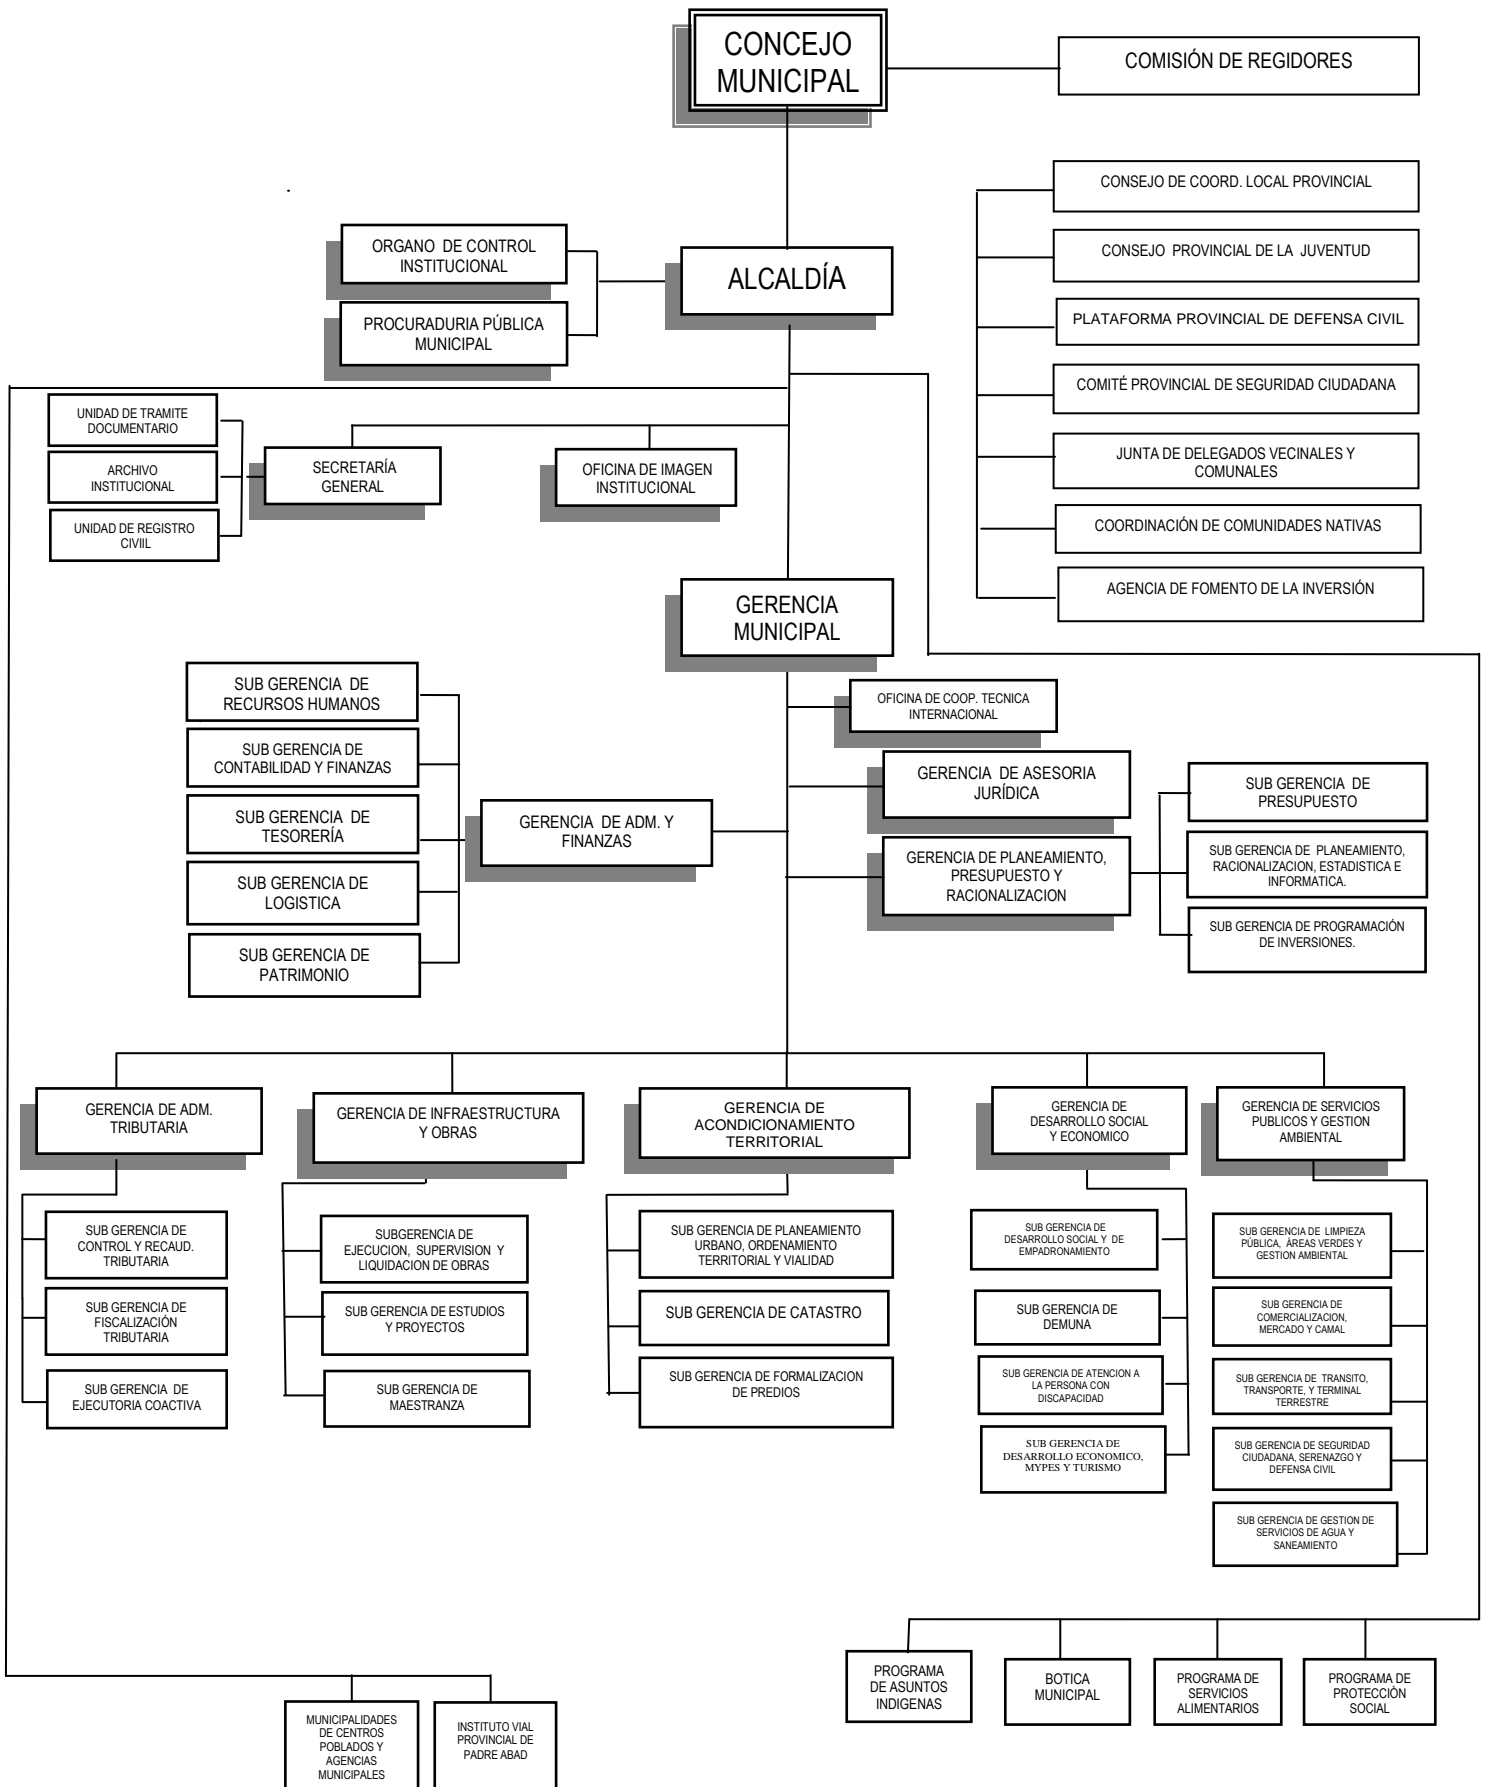 CONCEJO
MUNICIPAL
COMISIÓN DE REGIDORES
CONSEJO DE COORD. LOCAL PROVINCIAL
CONSEJO PROVINCIAL DE LA JUVENTUD
PLATAFORMA PROVINCIAL DE DEFENSA CIVIL
COMITÉ PROVINCIAL DE SEGURIDAD CIUDADANA
JUNTA DE DELEGADOS VECINALES Y
COMUNALES
COORDINACIÓN DE COMUNIDADES NATIVAS
AGENCIA DE FOMENTO DE LA INVERSIÓN
ORGANO DE CONTROL
INSTITUCIONAL
PROCURADURIA PÚBLICA
MUNICIPAL
ALCALDÍA
UNIDAD DE TRAMITE
DOCUMENTARIO
ARCHIVO
INSTITUCIONAL
UNIDAD DE REGISTRO
CIVIIL
SECRETARÍA
GENERAL
OFICINA DE IMAGEN
INSTITUCIONAL
GERENCIA
MUNICIPAL
SUB GERENCIA DE
RECURSOS HUMANOS
SUB GERENCIA DE
CONTABILIDAD Y FINANZAS
SUB GERENCIA DE
TESORERÍA
SUB GERENCIA DE
LOGISTICA
SUB GERENCIA DE
PATRIMONIO
GERENCIA DE ADM. Y
FINANZAS
OFICINA DE COOP. TECNICA
INTERNACIONAL
GERENCIA DE ASESORIA
JURÍDICA
GERENCIA DE PLANEAMIENTO,
PRESUPUESTO Y
RACIONALIZACION
SUB GERENCIA DE
PRESUPUESTO
SUB GERENCIA DE PLANEAMIENTO,
RACIONALIZACION, ESTADISTICA E
INFORMATICA.
SUB GERENCIA DE PROGRAMACIÓN
DE INVERSIONES.
GERENCIA DE ADM.
TRIBUTARIA
SUB GERENCIA DE
CONTROL Y RECAUD.
TRIBUTARIA
SUB GERENCIA DE
FISCALIZACIÓN
TRIBUTARIA
SUB GERENCIA DE
EJECUTORIA COACTIVA
GERENCIA DE INFRAESTRUCTURA
Y OBRAS
SUBGERENCIA DE
EJECUCION, SUPERVISION Y
LIQUIDACION DE OBRAS
SUB GERENCIA DE ESTUDIOS
Y PROYECTOS
SUB GERENCIA DE
MAESTRANZA
GERENCIA DE
ACONDICIONAMIENTO
TERRITORIAL
SUB GERENCIA DE PLANEAMIENTO
URBANO, ORDENAMIENTO
TERRITORIAL Y VIALIDAD
SUB GERENCIA DE CATASTRO
SUB GERENCIA DE FORMALIZACION
DE PREDIOS
GERENCIA DE
DESARROLLO SOCIAL
Y ECONOMICO
SUB GERENCIA DE
DESARROLLO SOCIAL Y DE
EMPADRONAMIENTO
SUB GERENCIA DE
DEMUNA
SUB GERENCIA DE ATENCION A
LA PERSONA CON
DISCAPACIDAD
SUB GERENCIA DE
DESARROLLO ECONOMICO,
MYPES Y TURISMO
GERENCIA DE SERVICIOS
PUBLICOS Y GESTION
AMBIENTAL
SUB GERENCIA DE LIMPIEZA
PÚBLICA, ÁREAS VERDES Y
GESTION AMBIENTAL
SUB GERENCIA DE
COMERCIALIZACION,
MERCADO Y CAMAL
SUB GERENCIA DE TRANSITO,
TRANSPORTE, Y TERMINAL
TERRESTRE
SUB GERENCIA DE SEGURIDAD
CIUDADANA, SERENAZGO Y
DEFENSA CIVIL
SUB GERENCIA DE GESTION DE
SERVICIOS DE AGUA Y
SANEAMIENTO
PROGRAMA
DE ASUNTOS
INDIGENAS
BOTICA
MUNICIPAL
PROGRAMA DE
SERVICIOS
ALIMENTARIOS
PROGRAMA DE
PROTECCIÒN
SOCIAL
MUNICIPALIDADES
DE CENTROS
POBLADOS Y
AGENCIAS
MUNICIPALES
INSTITUTO VIAL
PROVINCIAL DE
PADRE ABAD